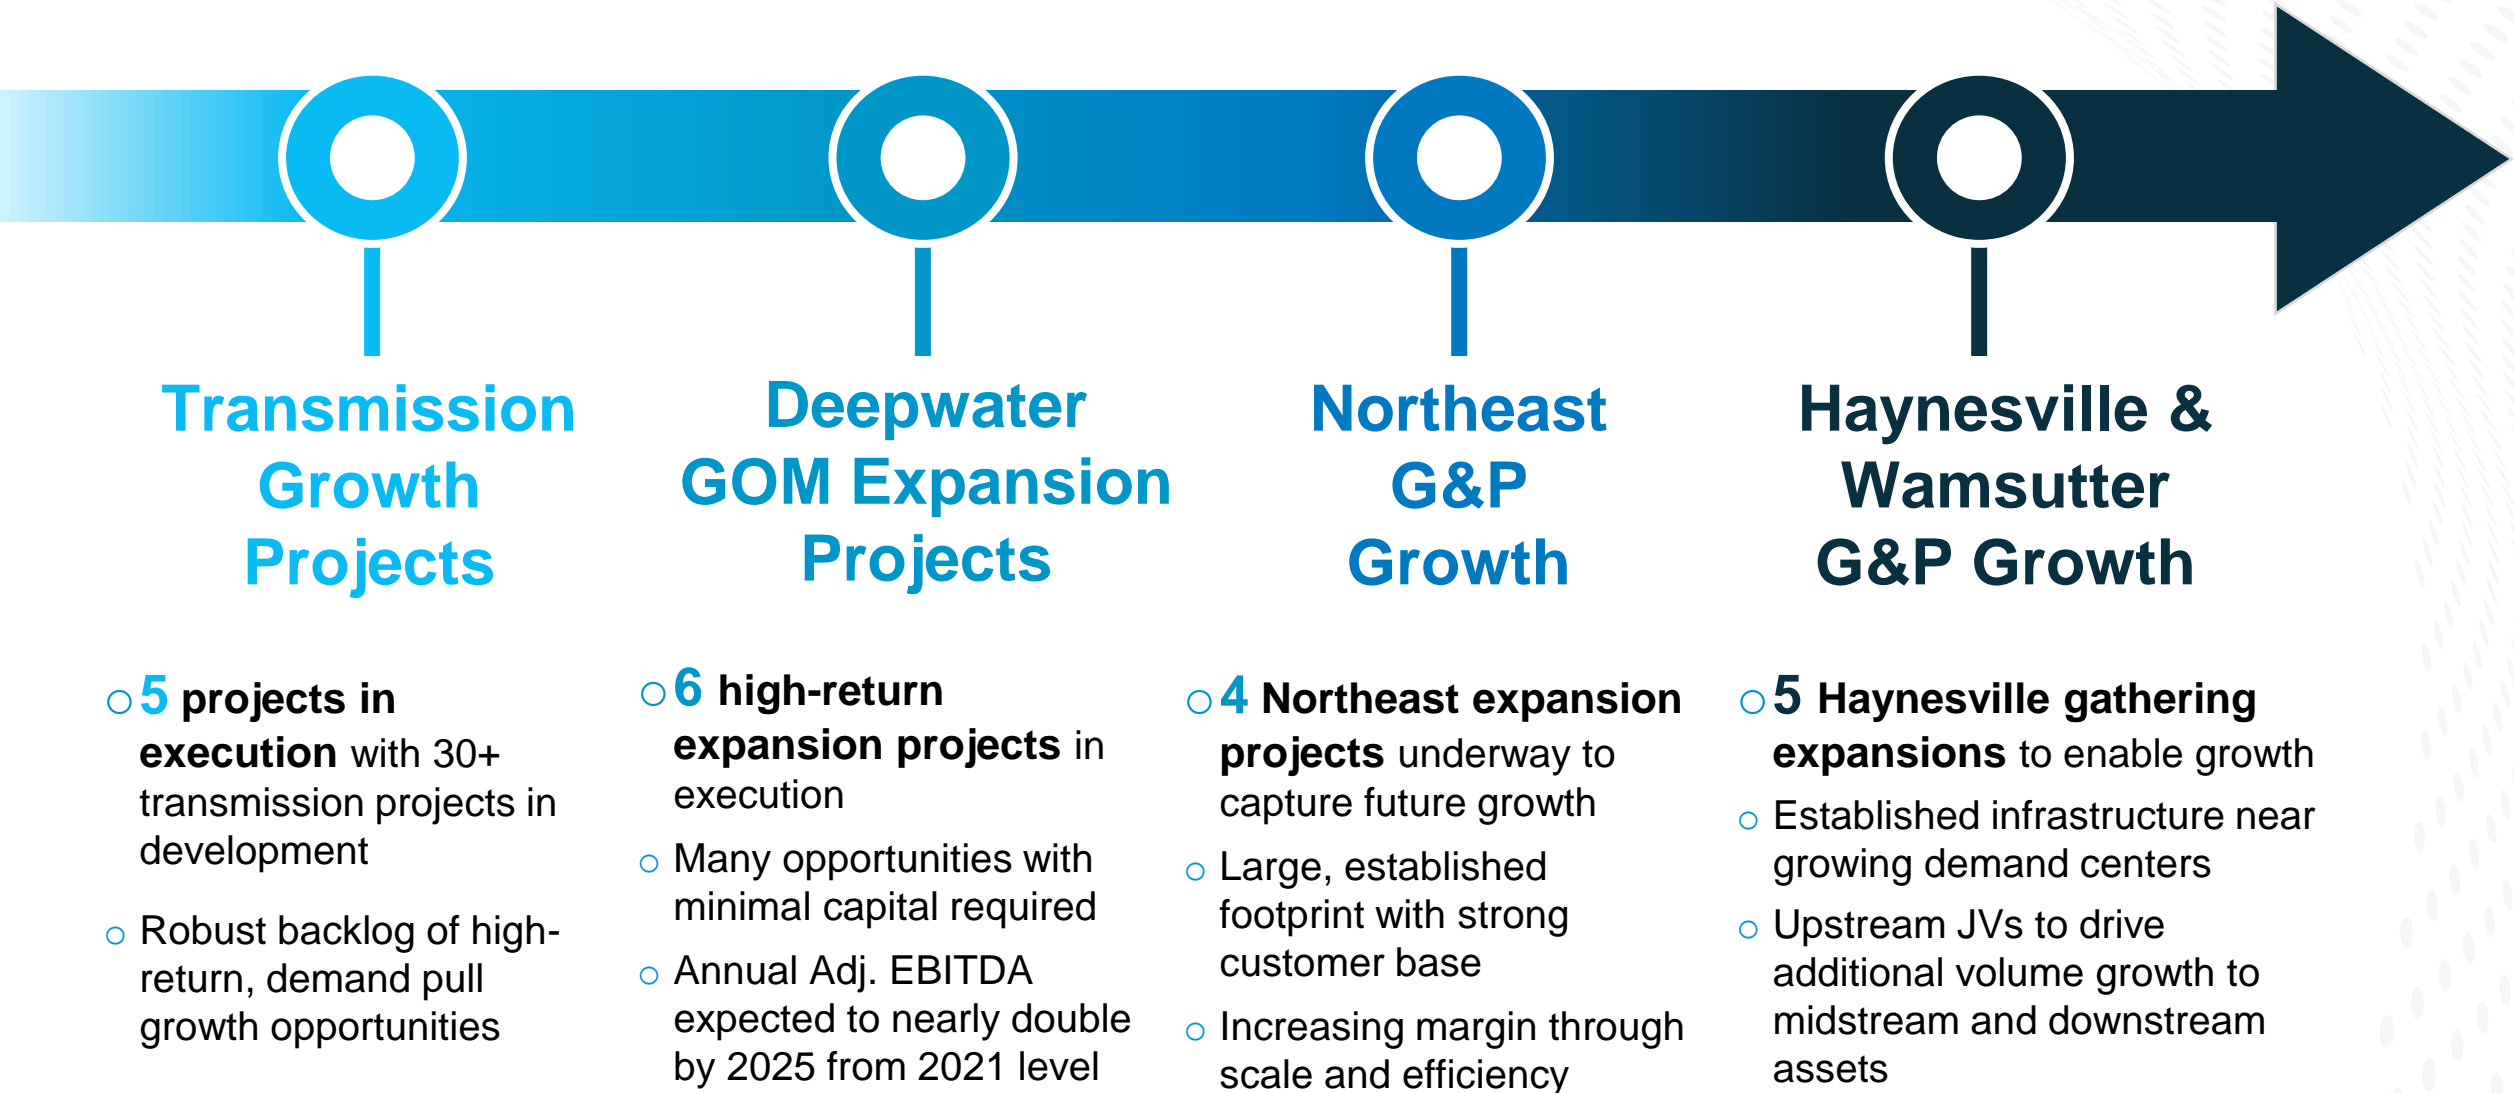 Transmission
Growth
Projects
○ 5 projects in
execution with 30+
transmission projects in
development
○ Robust backlog of high-
return, demand pull
growth opportunities
Deepwater
GOM Expansion
Projects
○ 6 high-return
expansion projects in
execution
○ Many opportunities with
minimal capital required
○ Annual Adj. EBITDA
expected to nearly double
by 2025 from 2021 level
Northeast
G&P
Growth
○ 4 Northeast expansion
projects underway to
capture future growth
○ Large, established
footprint with strong
customer base
○ Increasing margin through
scale and efficiency
Haynesville &
Wamsutter
G&P Growth
○ 5 Haynesville gathering
expansions to enable growth
○ Established infrastructure near
growing demand centers
○ Upstream JVs to drive
additional volume growth to
midstream and downstream
assets